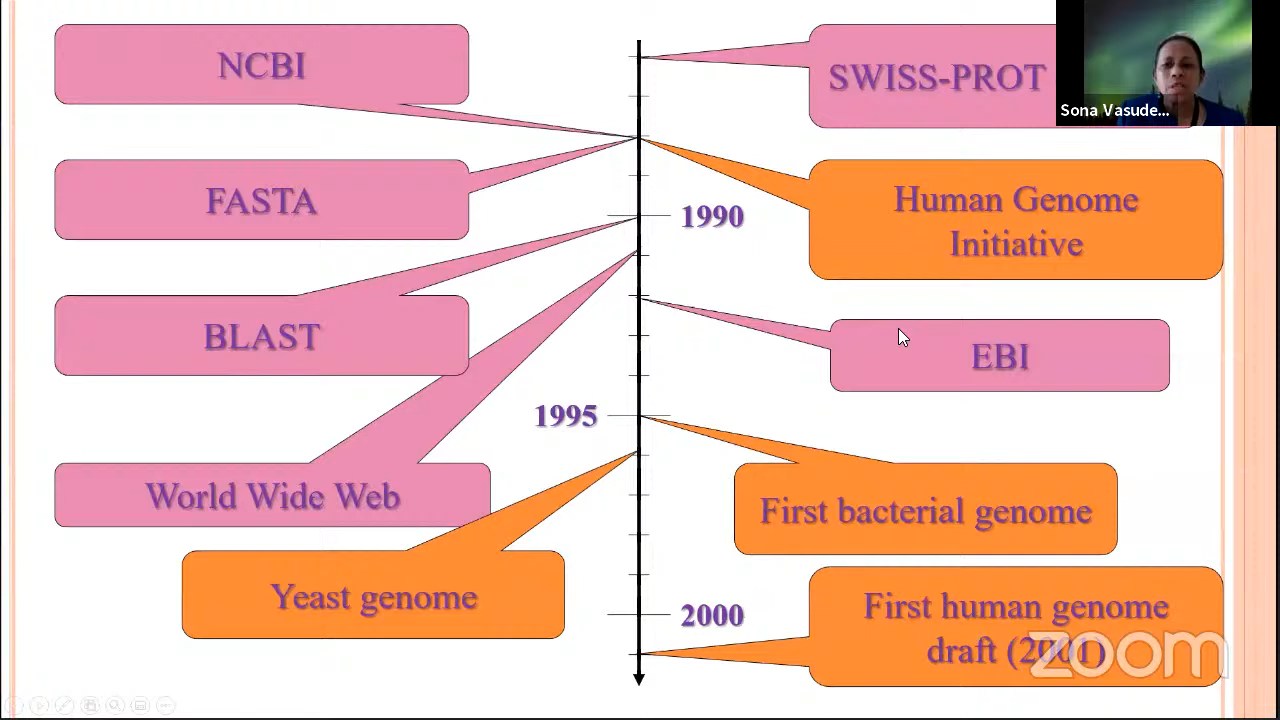 NCBI
SWISS-PROT
Sona Vasude...
FASTA
Human Genome
Initiative
1990
BLAST
EBI
1995
World Wide Web
First bacterial genome
Yeast genome
2000
First human genome
draft (2001)
zoom